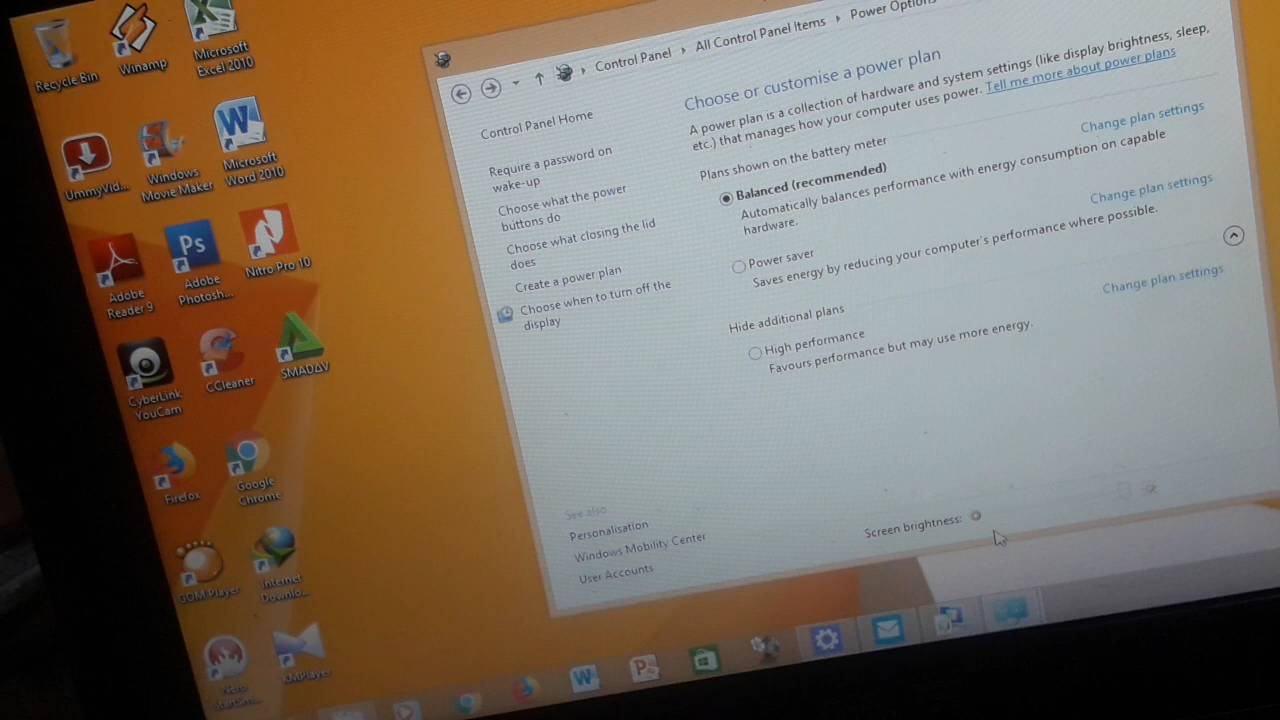 Recycle Bin
Winamp
Microsoft
Excel 2010
UmmyVid...
Windows
Movie Maker
Microsoft
Word 2010
Adobe
Reader 9
Adobe
Photosh...
Nitro Pro 10
CyberLink
YouCam
CCleaner
SMADΔV
Firefox
Google
Chrome
GOM Player
Internet
Downlo...
Nero
StartSm...
KMPlayer
Control Panel
All Control Panel Items
Power Options
Control Panel Home
Require a password on
wake-up
Choose what the power
buttons do
Choose what closing the lid
does
Create a power plan
Choose when to turn off the
display
See also
Personalisation
Windows Mobility Center
User Accounts
Choose or customise a power plan
A power plan is a collection of hardware and system settings (like display brightness, sleep,
etc.) that manages how your computer uses power. Tell me more about power plans
Plans shown on the battery meter
Balanced (recommended)
Change plan settings
Automatically balances performance with energy consumption on capable
hardware.
Power saver
Change plan settings
Saves energy by reducing your computer's performance where possible.
Hide additional plans
High performance
Change plan settings
Favours performance but may use more energy.
Screen brightness: